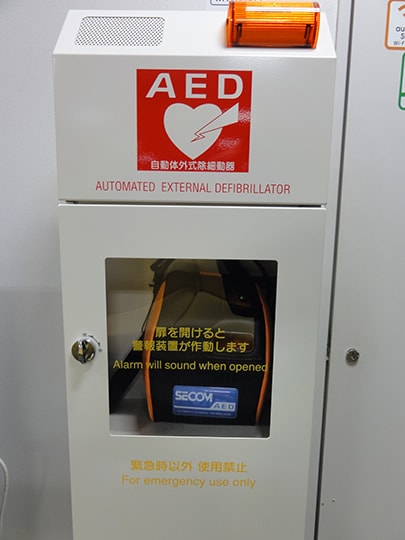 AED
自動体外式除細動器
AUTOMATED EXTERNAL DEFIBRILLATOR
扉を開けると
警報装置が作動します
Alarm will sound when opened
SECOM
AED
緊急時以外 使用禁止
For emergency use only
au
Wi-F